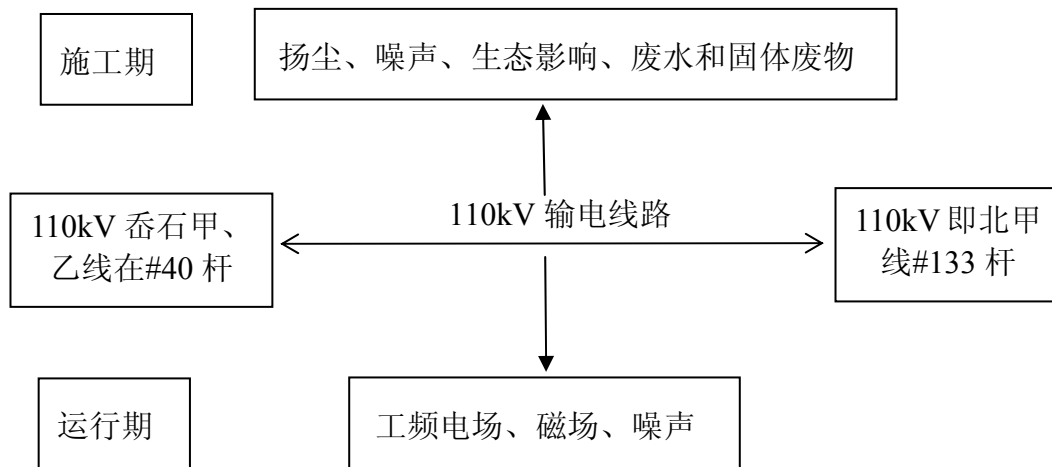 施工期
扬尘、噪声、生态影响、废水和固体废物
110kV 岙石甲、
乙线在#40 杆
110kV 输电线路
110kV 即北甲
线#133 杆
运行期
工频电场、磁场、噪声